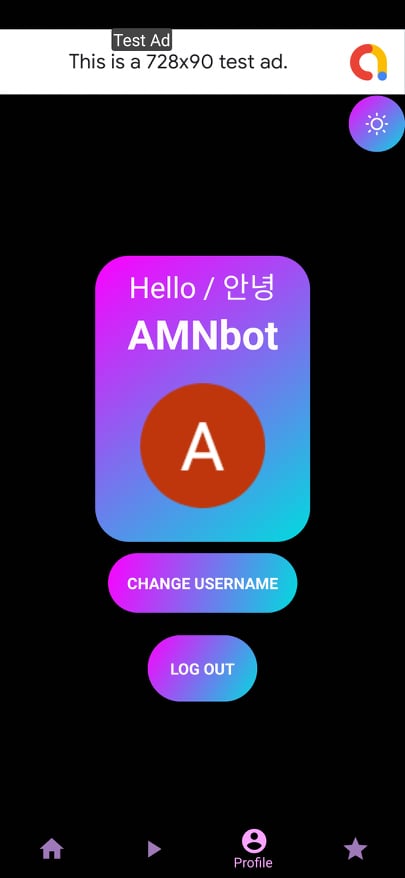 Test Ad
This is a 728x90 test ad.
Hello / 안녕
AMNbot
A
CHANGE USERNAME
LOG OUT
Profile